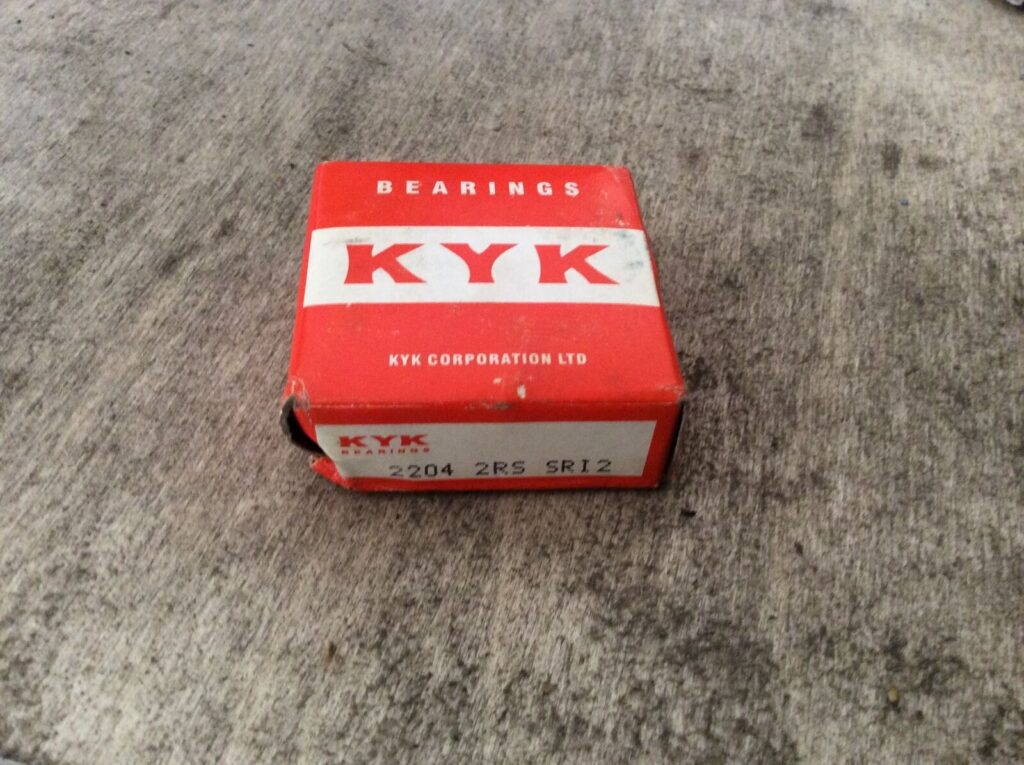 BEARINGS
KYK
KYK CORPORATION LTD
KYK
BEARINGS
2204 2RS SRI2